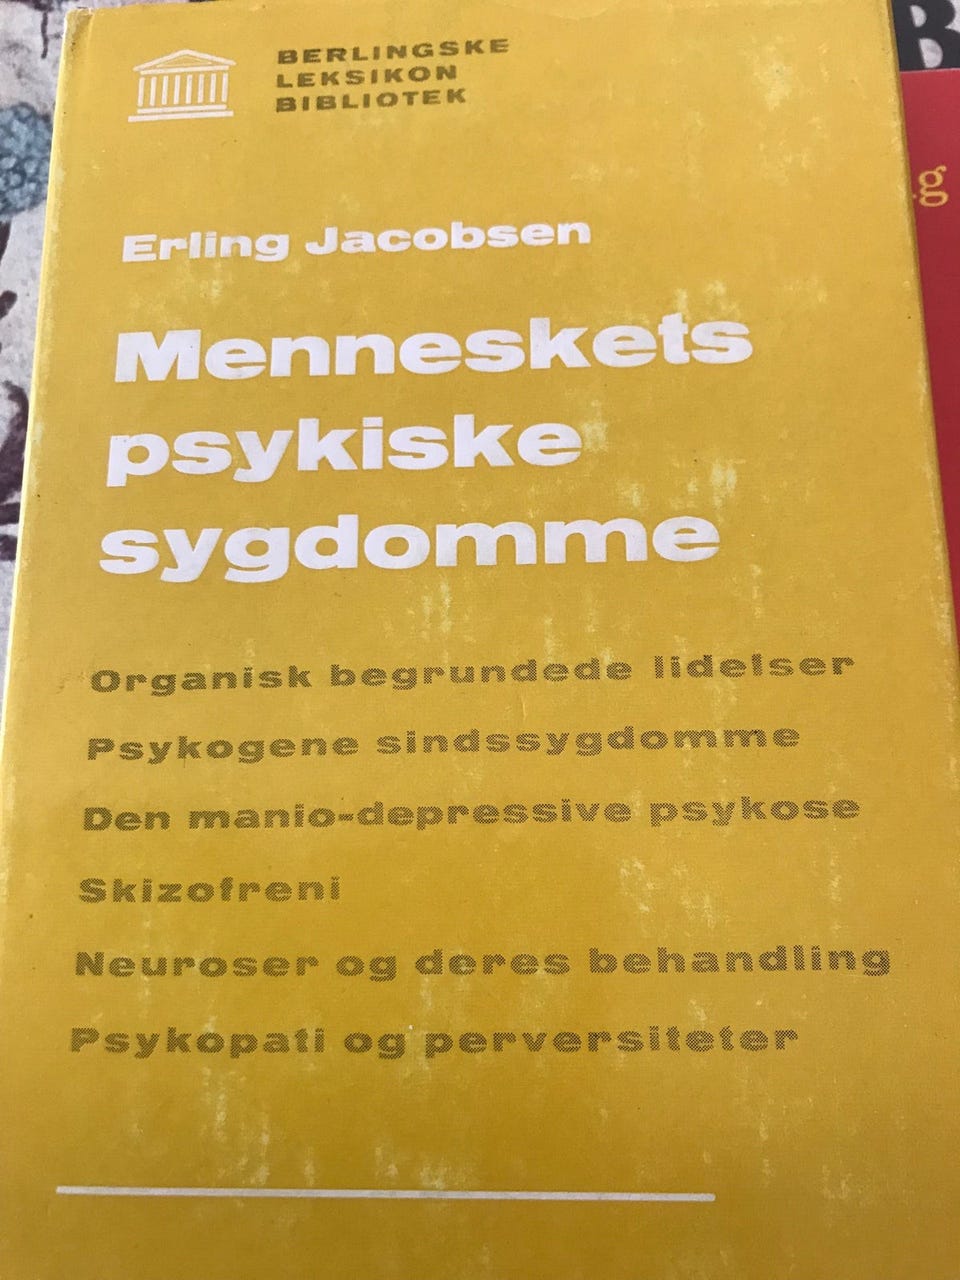 BERLINGSKE
LEKSIKON
BIBLIOTEK
Erling Jacobsen
Menneskets
psykiske
sygdomme
Organisk begrundede lidelser
Psykogene sindssygdomme
Den manio-depressive psykose
Skizofreni
Neuroser og deres behandling
Psykopati og perversiteter
B